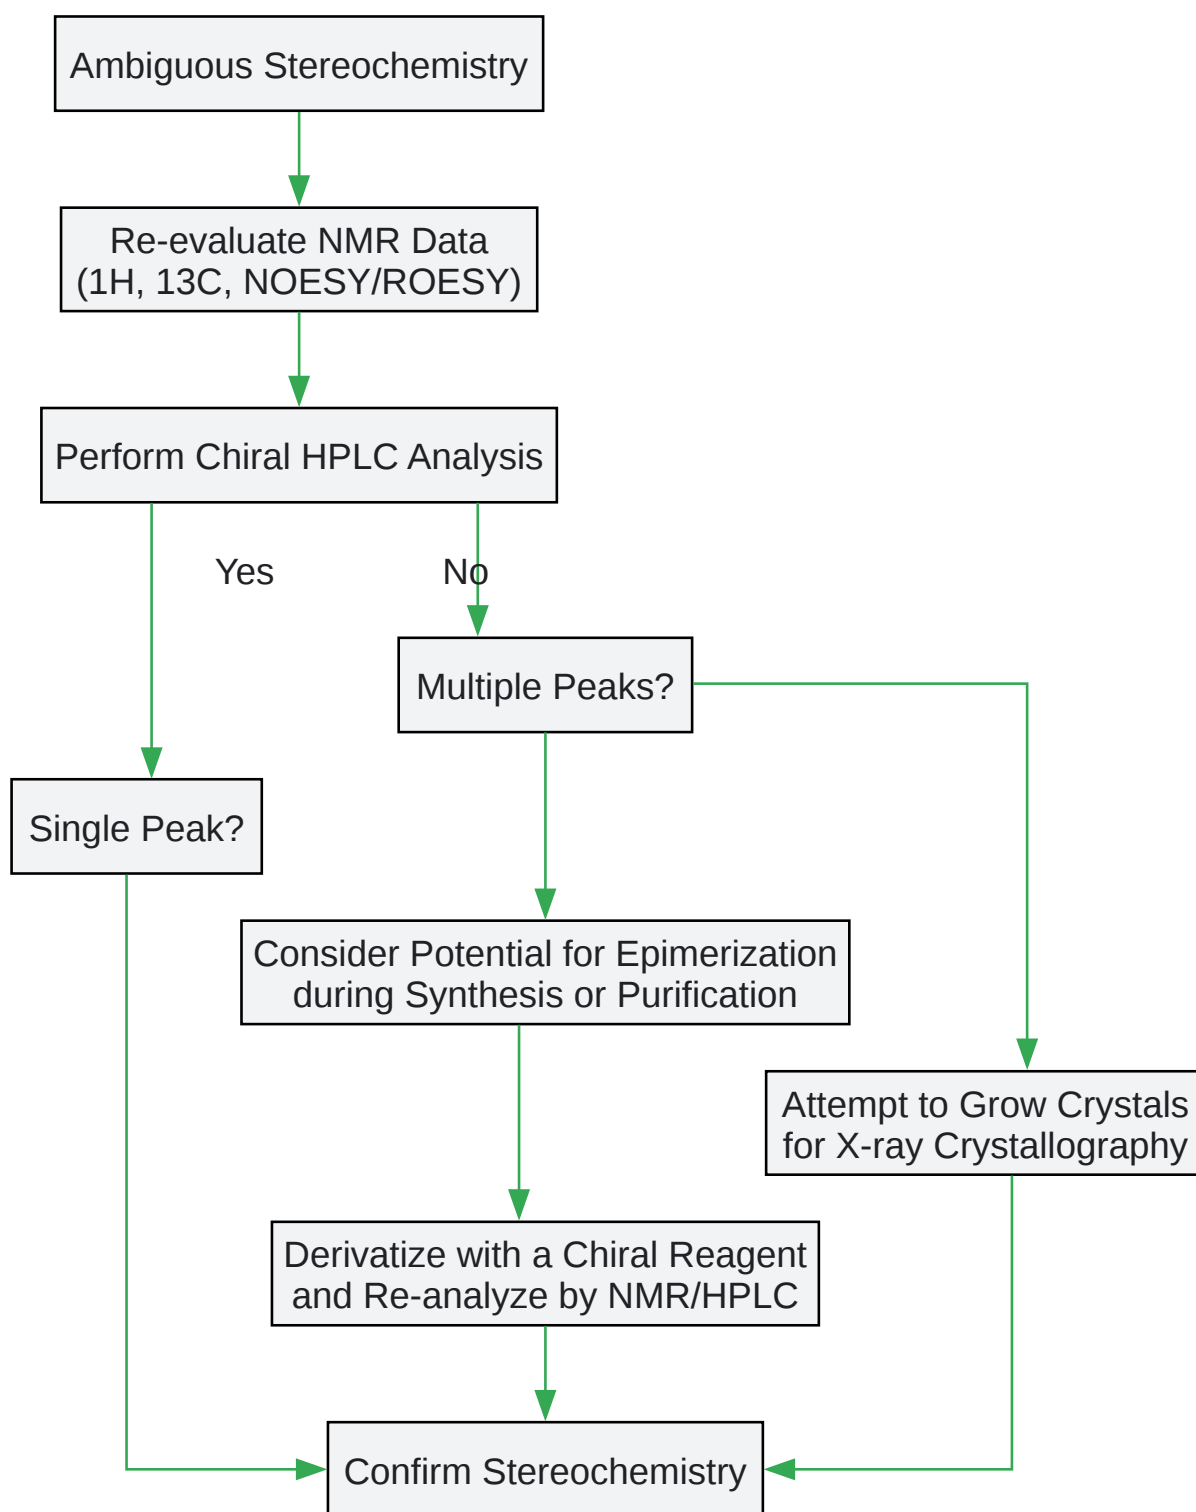 Ambiguous Stereochemistry
Re-evaluate NMR Data
(1H, 13C, NOESY/ROESY)
Perform Chiral HPLC Analysis
Yes
No
Multiple Peaks?
Single Peak?
Consider Potential for Epimerization
during Synthesis or Purification
Attempt to Grow Crystals
for X-ray Crystallography
Derivatize with a Chiral Reagent
and Re-analyze by NMR/HPLC
Confirm Stereochemistry